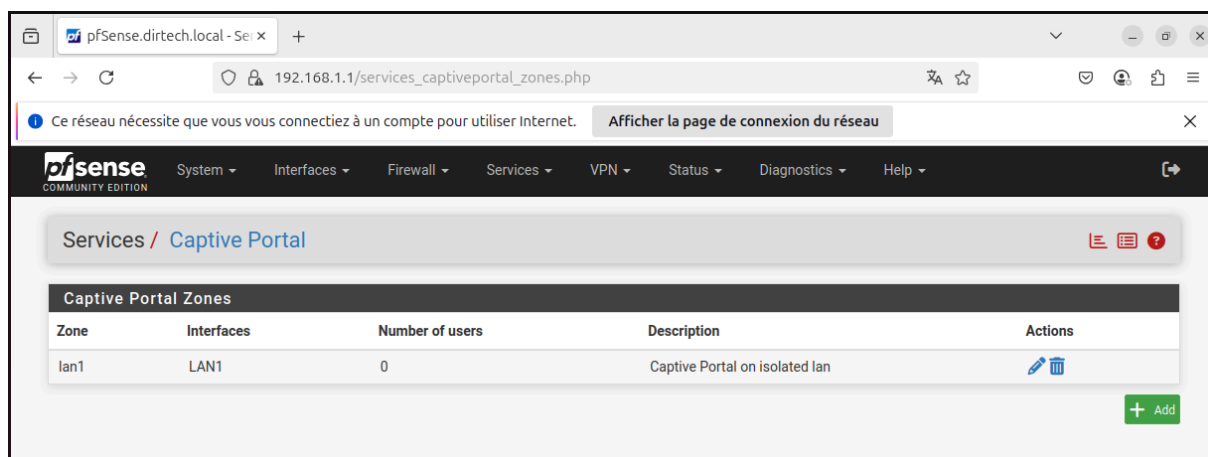 pfSense.dirtech.local - Ser
192.168.1.1/services_captiveportal_zones.php
Ce réseau nécessite que vous vous connectiez à un compte pour utiliser Internet. Afficher la page de connexion du réseau
pfsense System Interfaces Firewall Services VPN Status Diagnostics Help
COMMUNITY EDITION
Services / Captive Portal
Captive Portal Zones
Zone Interfaces Number of users Description Actions
lan1 LAN1 0 Captive Portal on isolated lan
+ Add